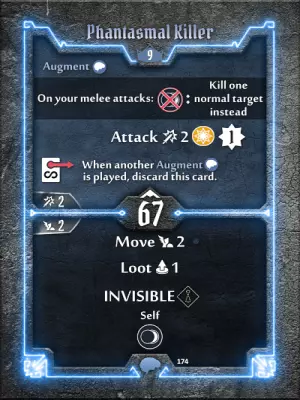 Phantasmal Killer
9
Augment
On your melee attacks: : Kill one
normal target
instead
Attack 2 1
When another Augment
is played, discard this card.
2
67
2
Move 2
Loot 1
INVISIBLE
Self
174